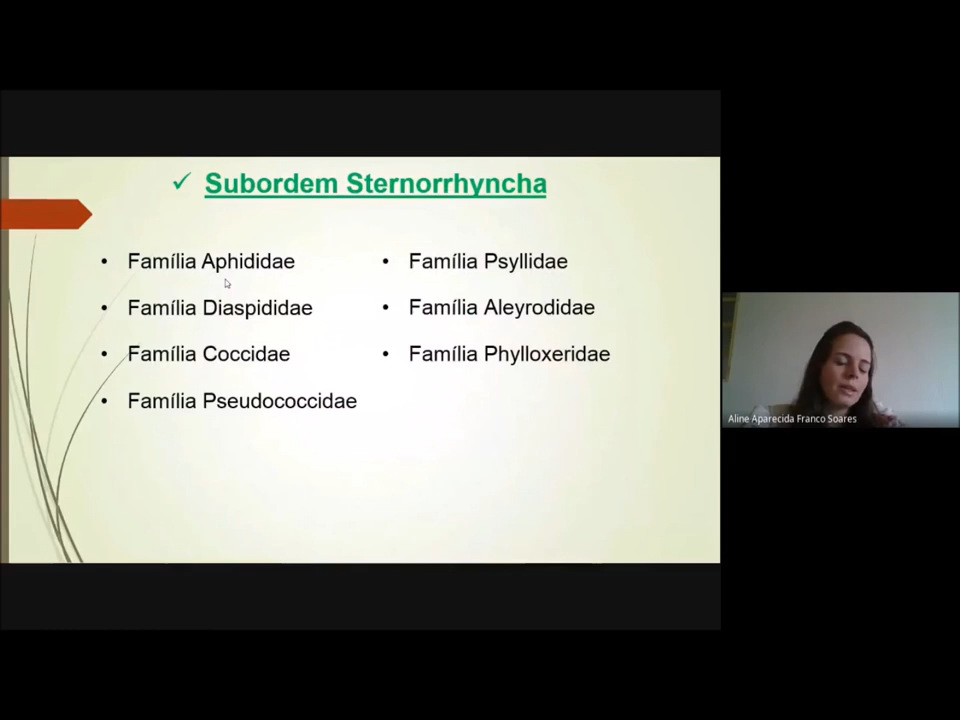 ✓ Subordem Sternorrhyncha
• Família Aphididae
• Família Diaspididae
• Família Coccidae
• Família Pseudococcidae
• Família Psyllidae
• Família Aleyrodidae
• Família Phylloxeridae
Aline Aparecida Franco Soares